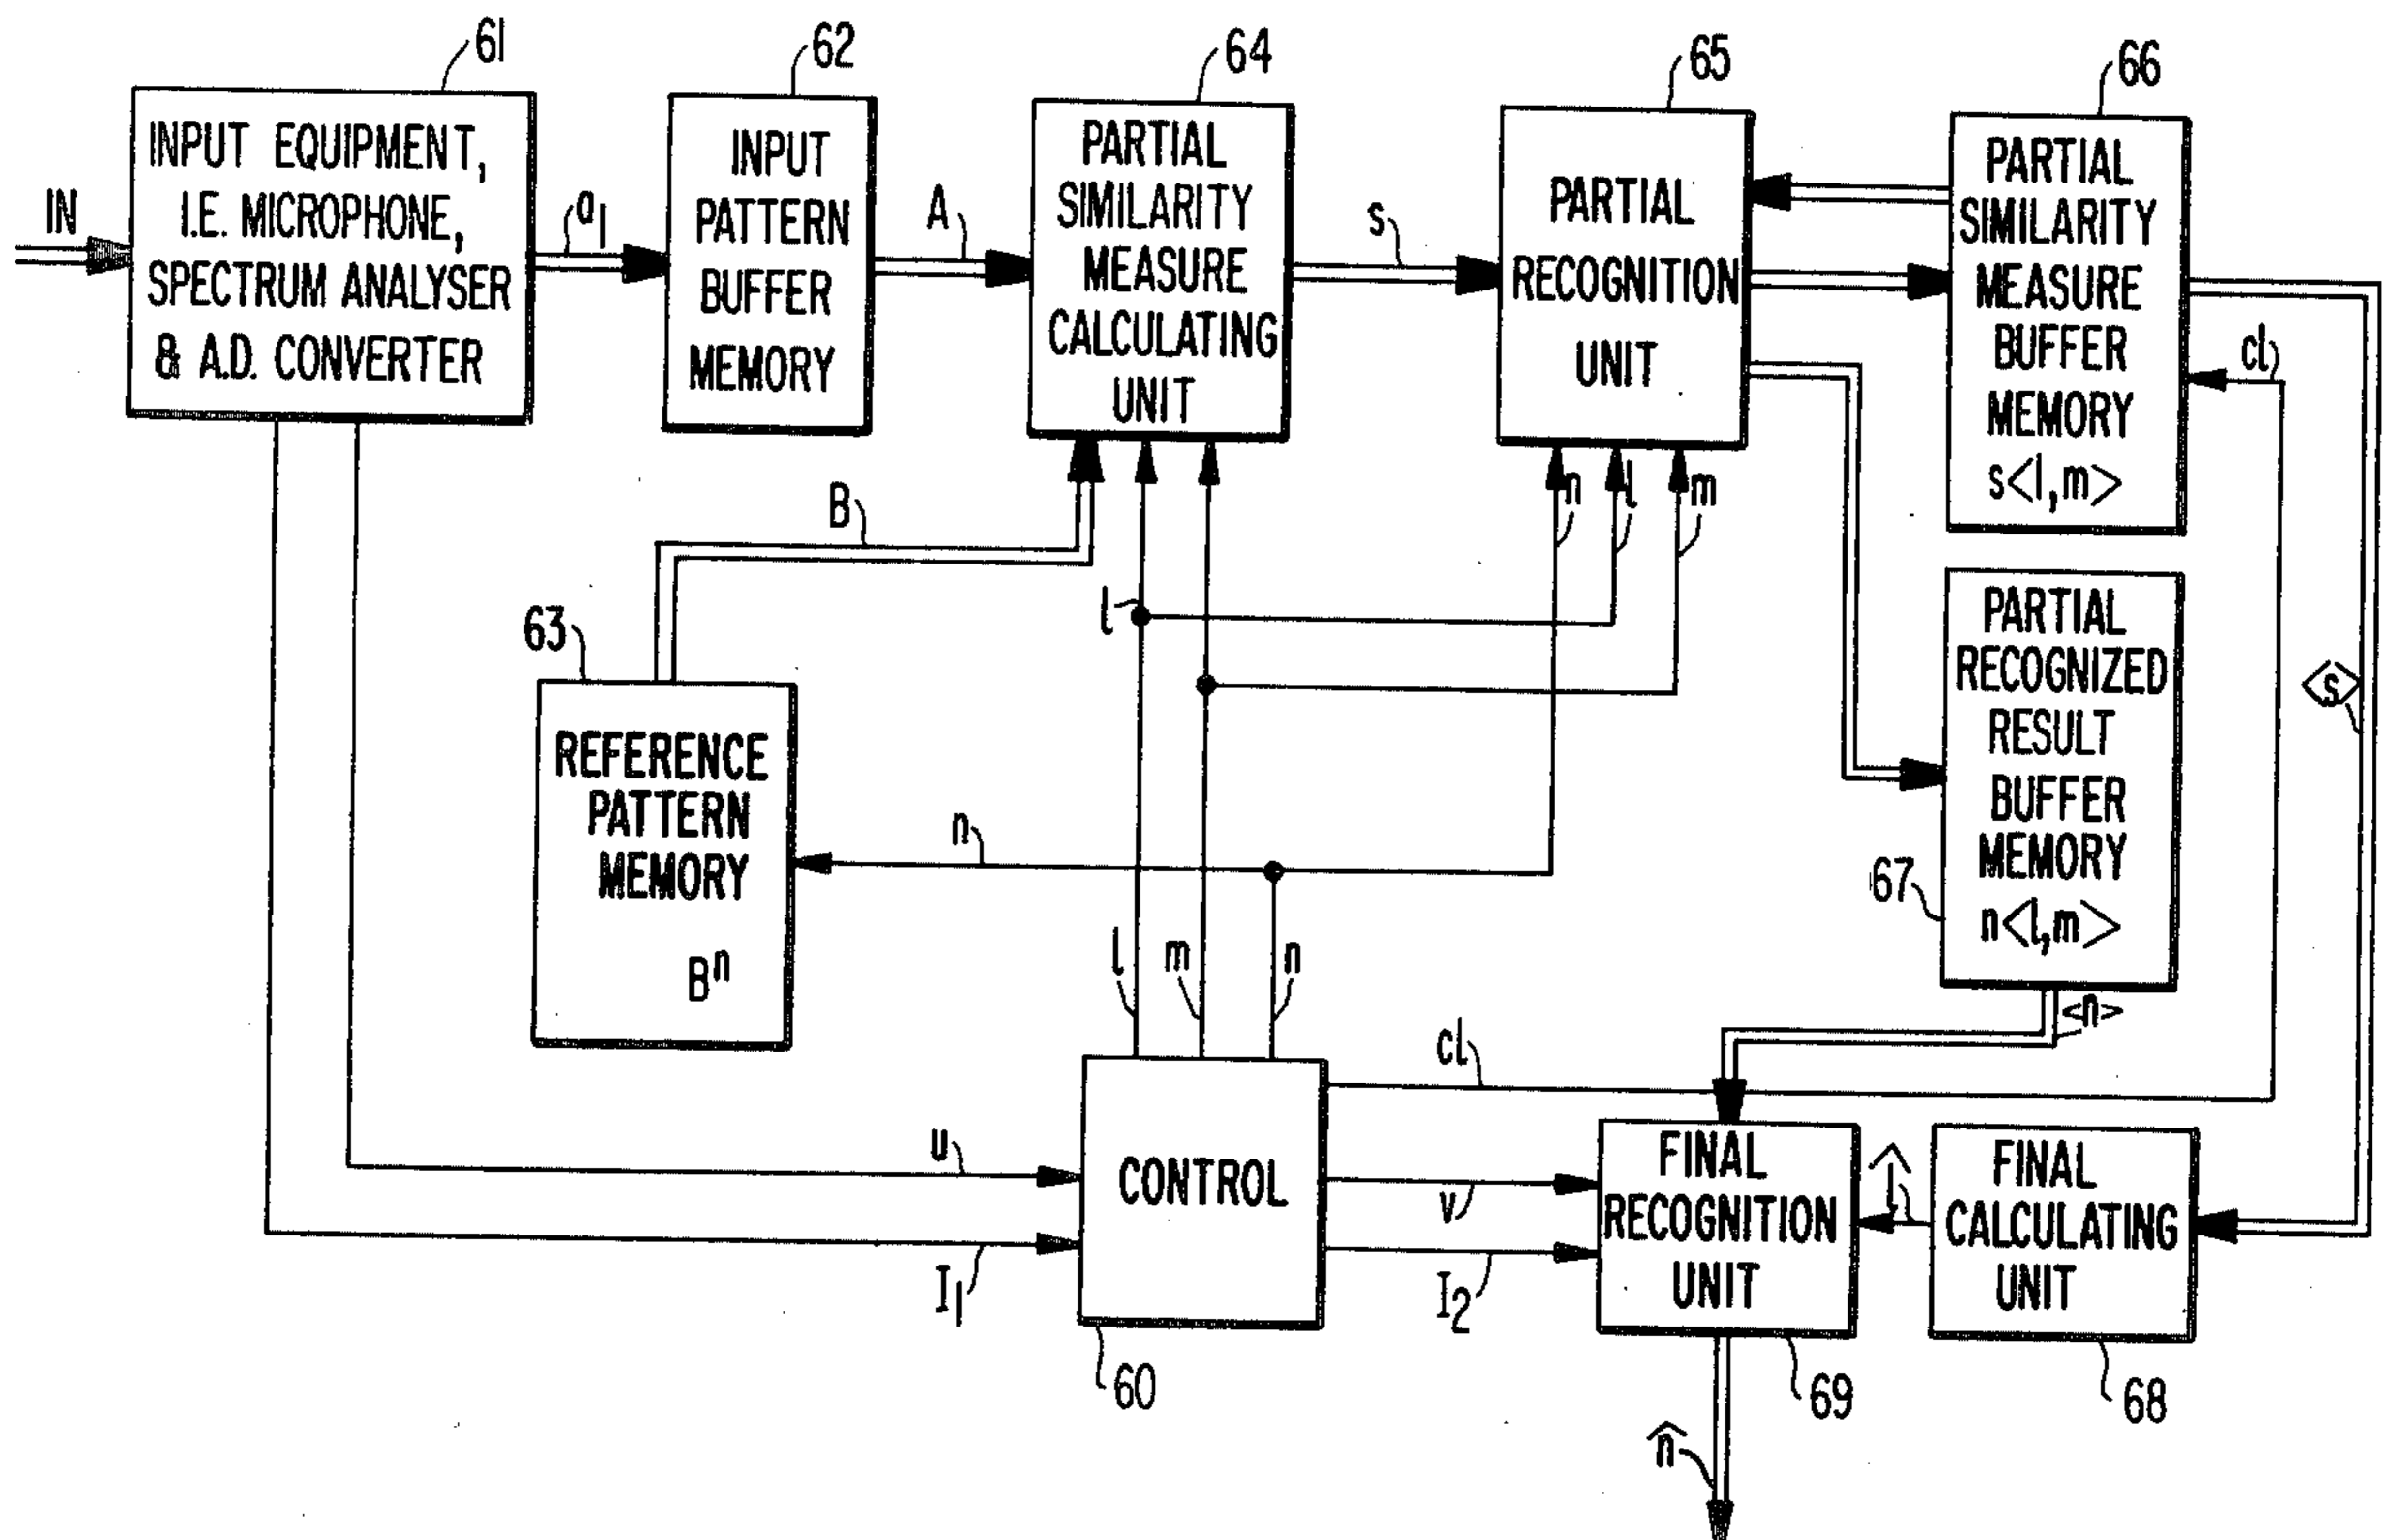 61
INPUT EQUIPMENT,
I.E. MICROPHONE,
SPECTRUM ANALYSER
& A.D. CONVERTER
IN
a1
62
INPUT
PATTERN
BUFFER
MEMORY
A
64
PARTIAL
SIMILARITY
MEASURE
CALCULATING
UNIT
s
65
PARTIAL
RECOGNITION
UNIT
66
PARTIAL
SIMILARITY
MEASURE
BUFFER
MEMORY
s<l,m>
cl
B
n
l
m
l
63
REFERENCE
PATTERN
MEMORY
Bⁿ
n
PARTIAL
RECOGNIZED
RESULT
BUFFER
MEMORY
n<l,m>
67
<s>
l
m
n
<n>
cl
CONTROL
60
u
I1
v
I2
FINAL
RECOGNITION
UNIT
69
l̂
FINAL
CALCULATING
UNIT
68
n̂